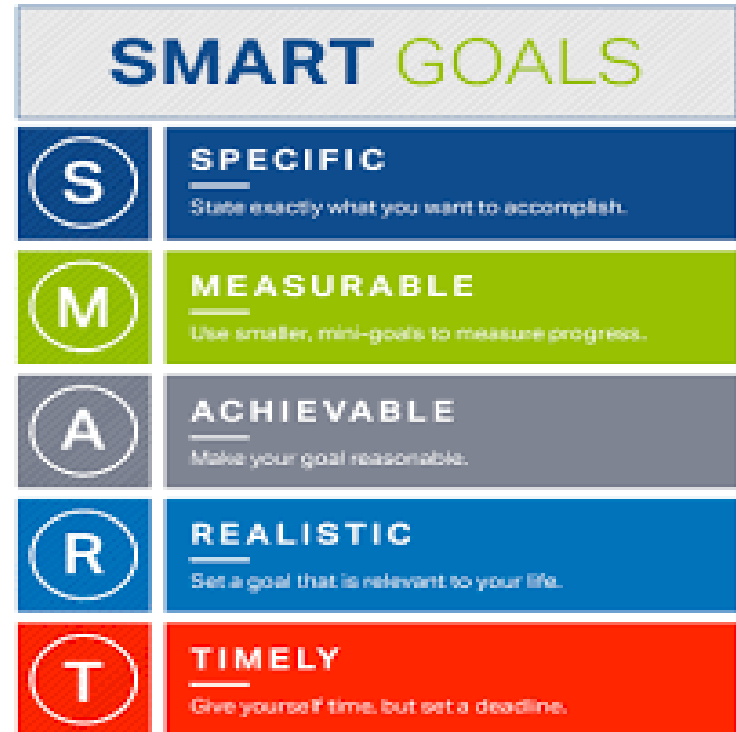 SMART GOALS
S
SPECIFIC
State exactly what you want to accomplish.
M
MEASURABLE
Use smaller, mini-goals to measure progress.
A
ACHIEVABLE
Make your goal reasonable.
R
REALISTIC
Set a goal that is relevant to your life.
T
TIMELY
Give yourself time, but set a deadline.